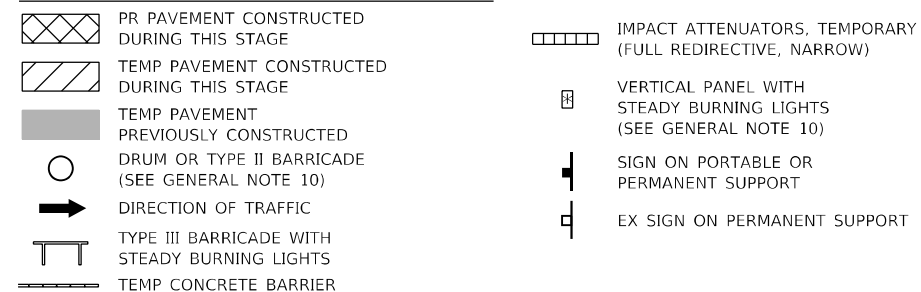 PR PAVEMENT CONSTRUCTED
DURING THIS STAGE
TEMP PAVEMENT CONSTRUCTED
DURING THIS STAGE
TEMP PAVEMENT
PREVIOUSLY CONSTRUCTED
DRUM OR TYPE II BARRICADE
(SEE GENERAL NOTE 10)
DIRECTION OF TRAFFIC
TYPE III BARRICADE WITH
STEADY BURNING LIGHTS
TEMP CONCRETE BARRIER
IMPACT ATTENUATORS, TEMPORARY
(FULL REDIRECTIVE, NARROW)
VERTICAL PANEL WITH
STEADY BURNING LIGHTS
(SEE GENERAL NOTE 10)
SIGN ON PORTABLE OR
PERMANENT SUPPORT
EX SIGN ON PERMANENT SUPPORT